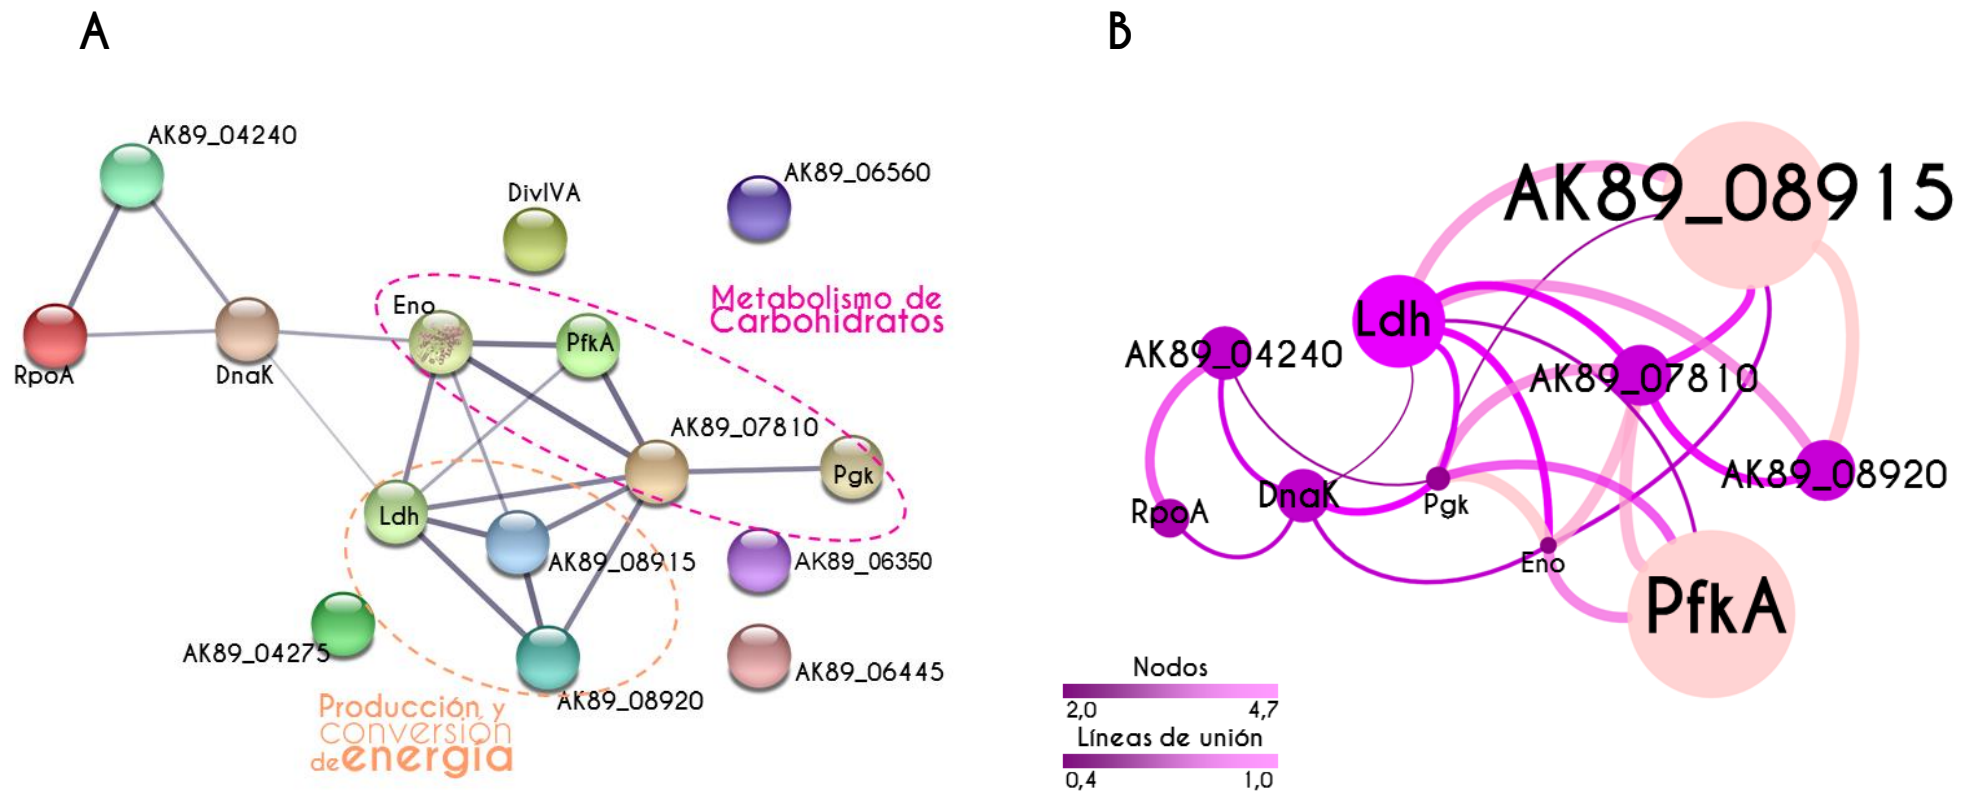 A
AK89_04240
DivIVA
AK89_06560
Eno
Metabolismo de
Carbohidratos
PfkA
RpoA
DnaK
AK89_07810
Pgk
Ldh
AK89_08915
AK89_06350
AK89_04275
AK89_06445
AK89_08920
Producción y
conversión
de energía
B
AK89_08915
Ldh
AK89_04240
AK89_07810
AK89_08920
DnaK
Pgk
RpoA
Eno
PfkA
Nodos
2,0 4,7
Líneas de unión
0,4 1,0